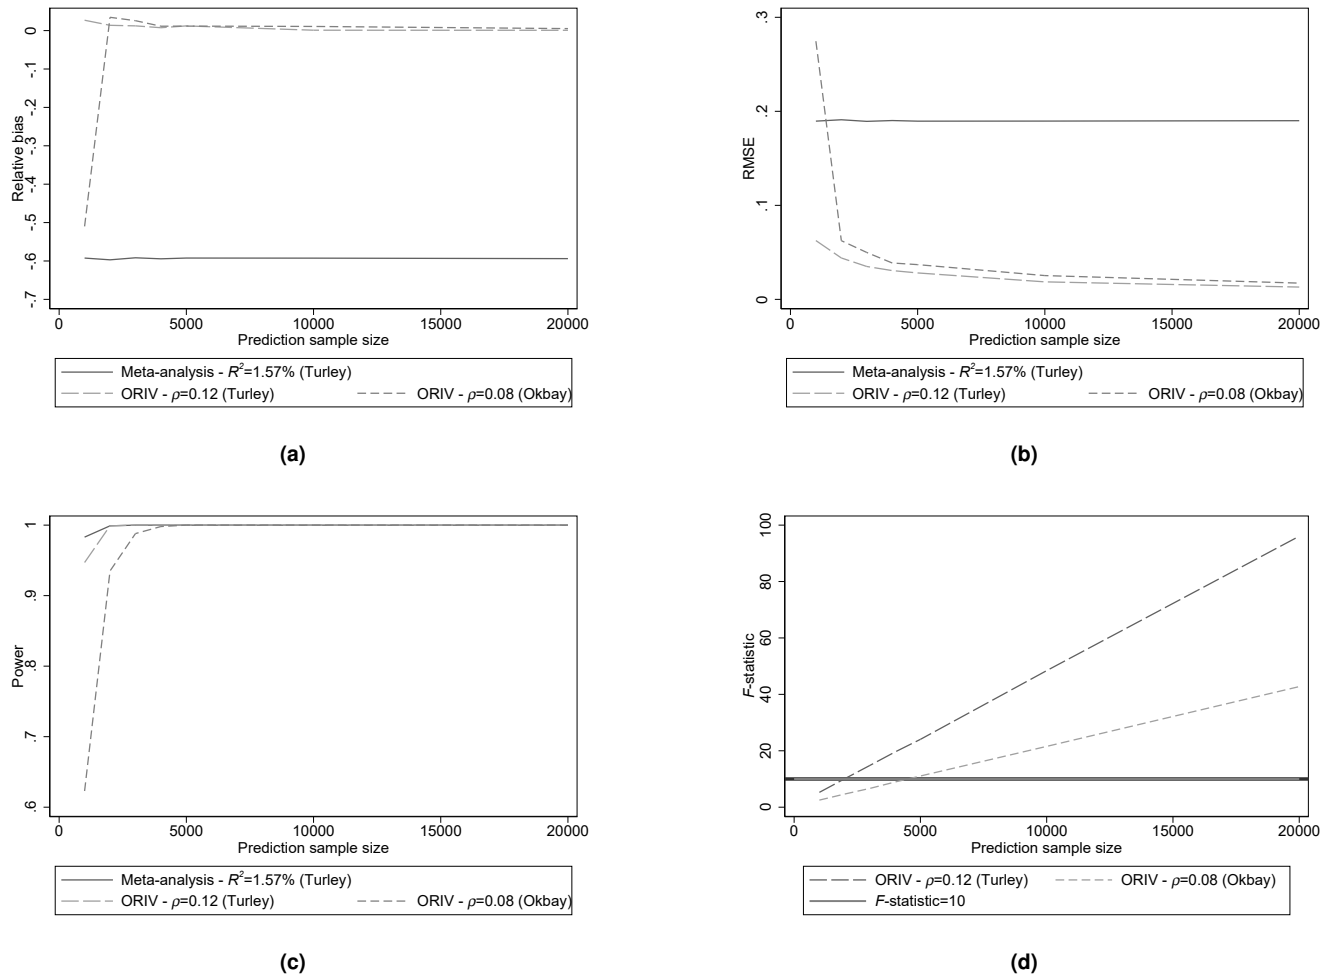 Relative bias
0
-.1
-.2
-.3
-.4
-.5
-.6
-.7
0 5000 10000 15000 20000
Prediction sample size
Meta-analysis - R²=1.57% (Turley)
ORIV - ρ=0.12 (Turley) ORIV - ρ=0.08 (Okbay)
(a)
RMSE
.3
.2
.1
0
0 5000 10000 15000 20000
Prediction sample size
Meta-analysis - R²=1.57% (Turley)
ORIV - ρ=0.12 (Turley) ORIV - ρ=0.08 (Okbay)
(b)
Power
1
.9
.8
.7
.6
0 5000 10000 15000 20000
Prediction sample size
Meta-analysis - R²=1.57% (Turley)
ORIV - ρ=0.12 (Turley) ORIV - ρ=0.08 (Okbay)
(c)
F-statistic
100
80
60
40
20
0
0 5000 10000 15000 20000
Prediction sample size
ORIV - ρ=0.12 (Turley) ORIV - ρ=0.08 (Okbay)
F-statistic=10
(d)